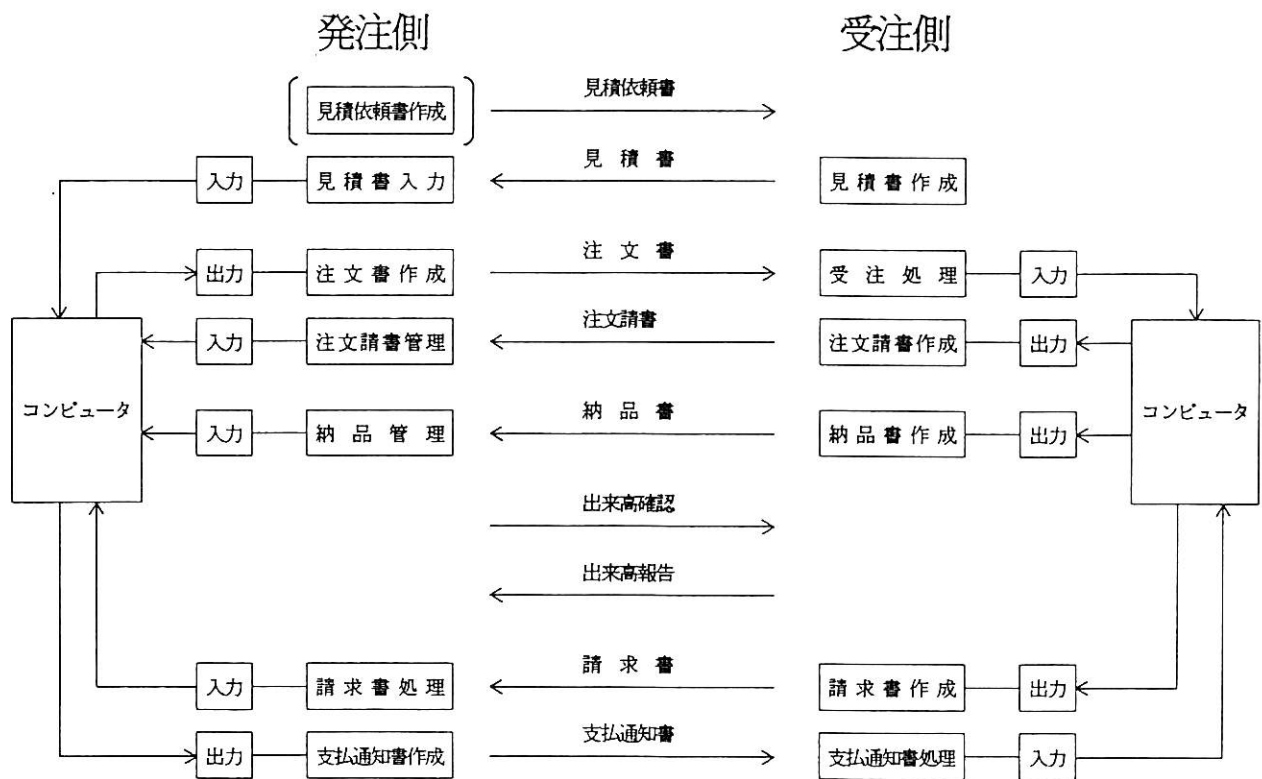 発注側 受注側
見積依頼書作成 見積依頼書
入力 見積書入力 見積書 見積書作成
出力 注文書作成 注文書 受注処理 入力
入力 注文請書管理 注文請書 注文請書作成 出力
コンピュータ コンピュータ
入力 納品管理 納品書 納品書作成 出力
出来高確認
出来高報告
入力 請求書処理 請求書 請求書作成 出力
出力 支払通知書作成 支払通知書 支払通知書処理 入力